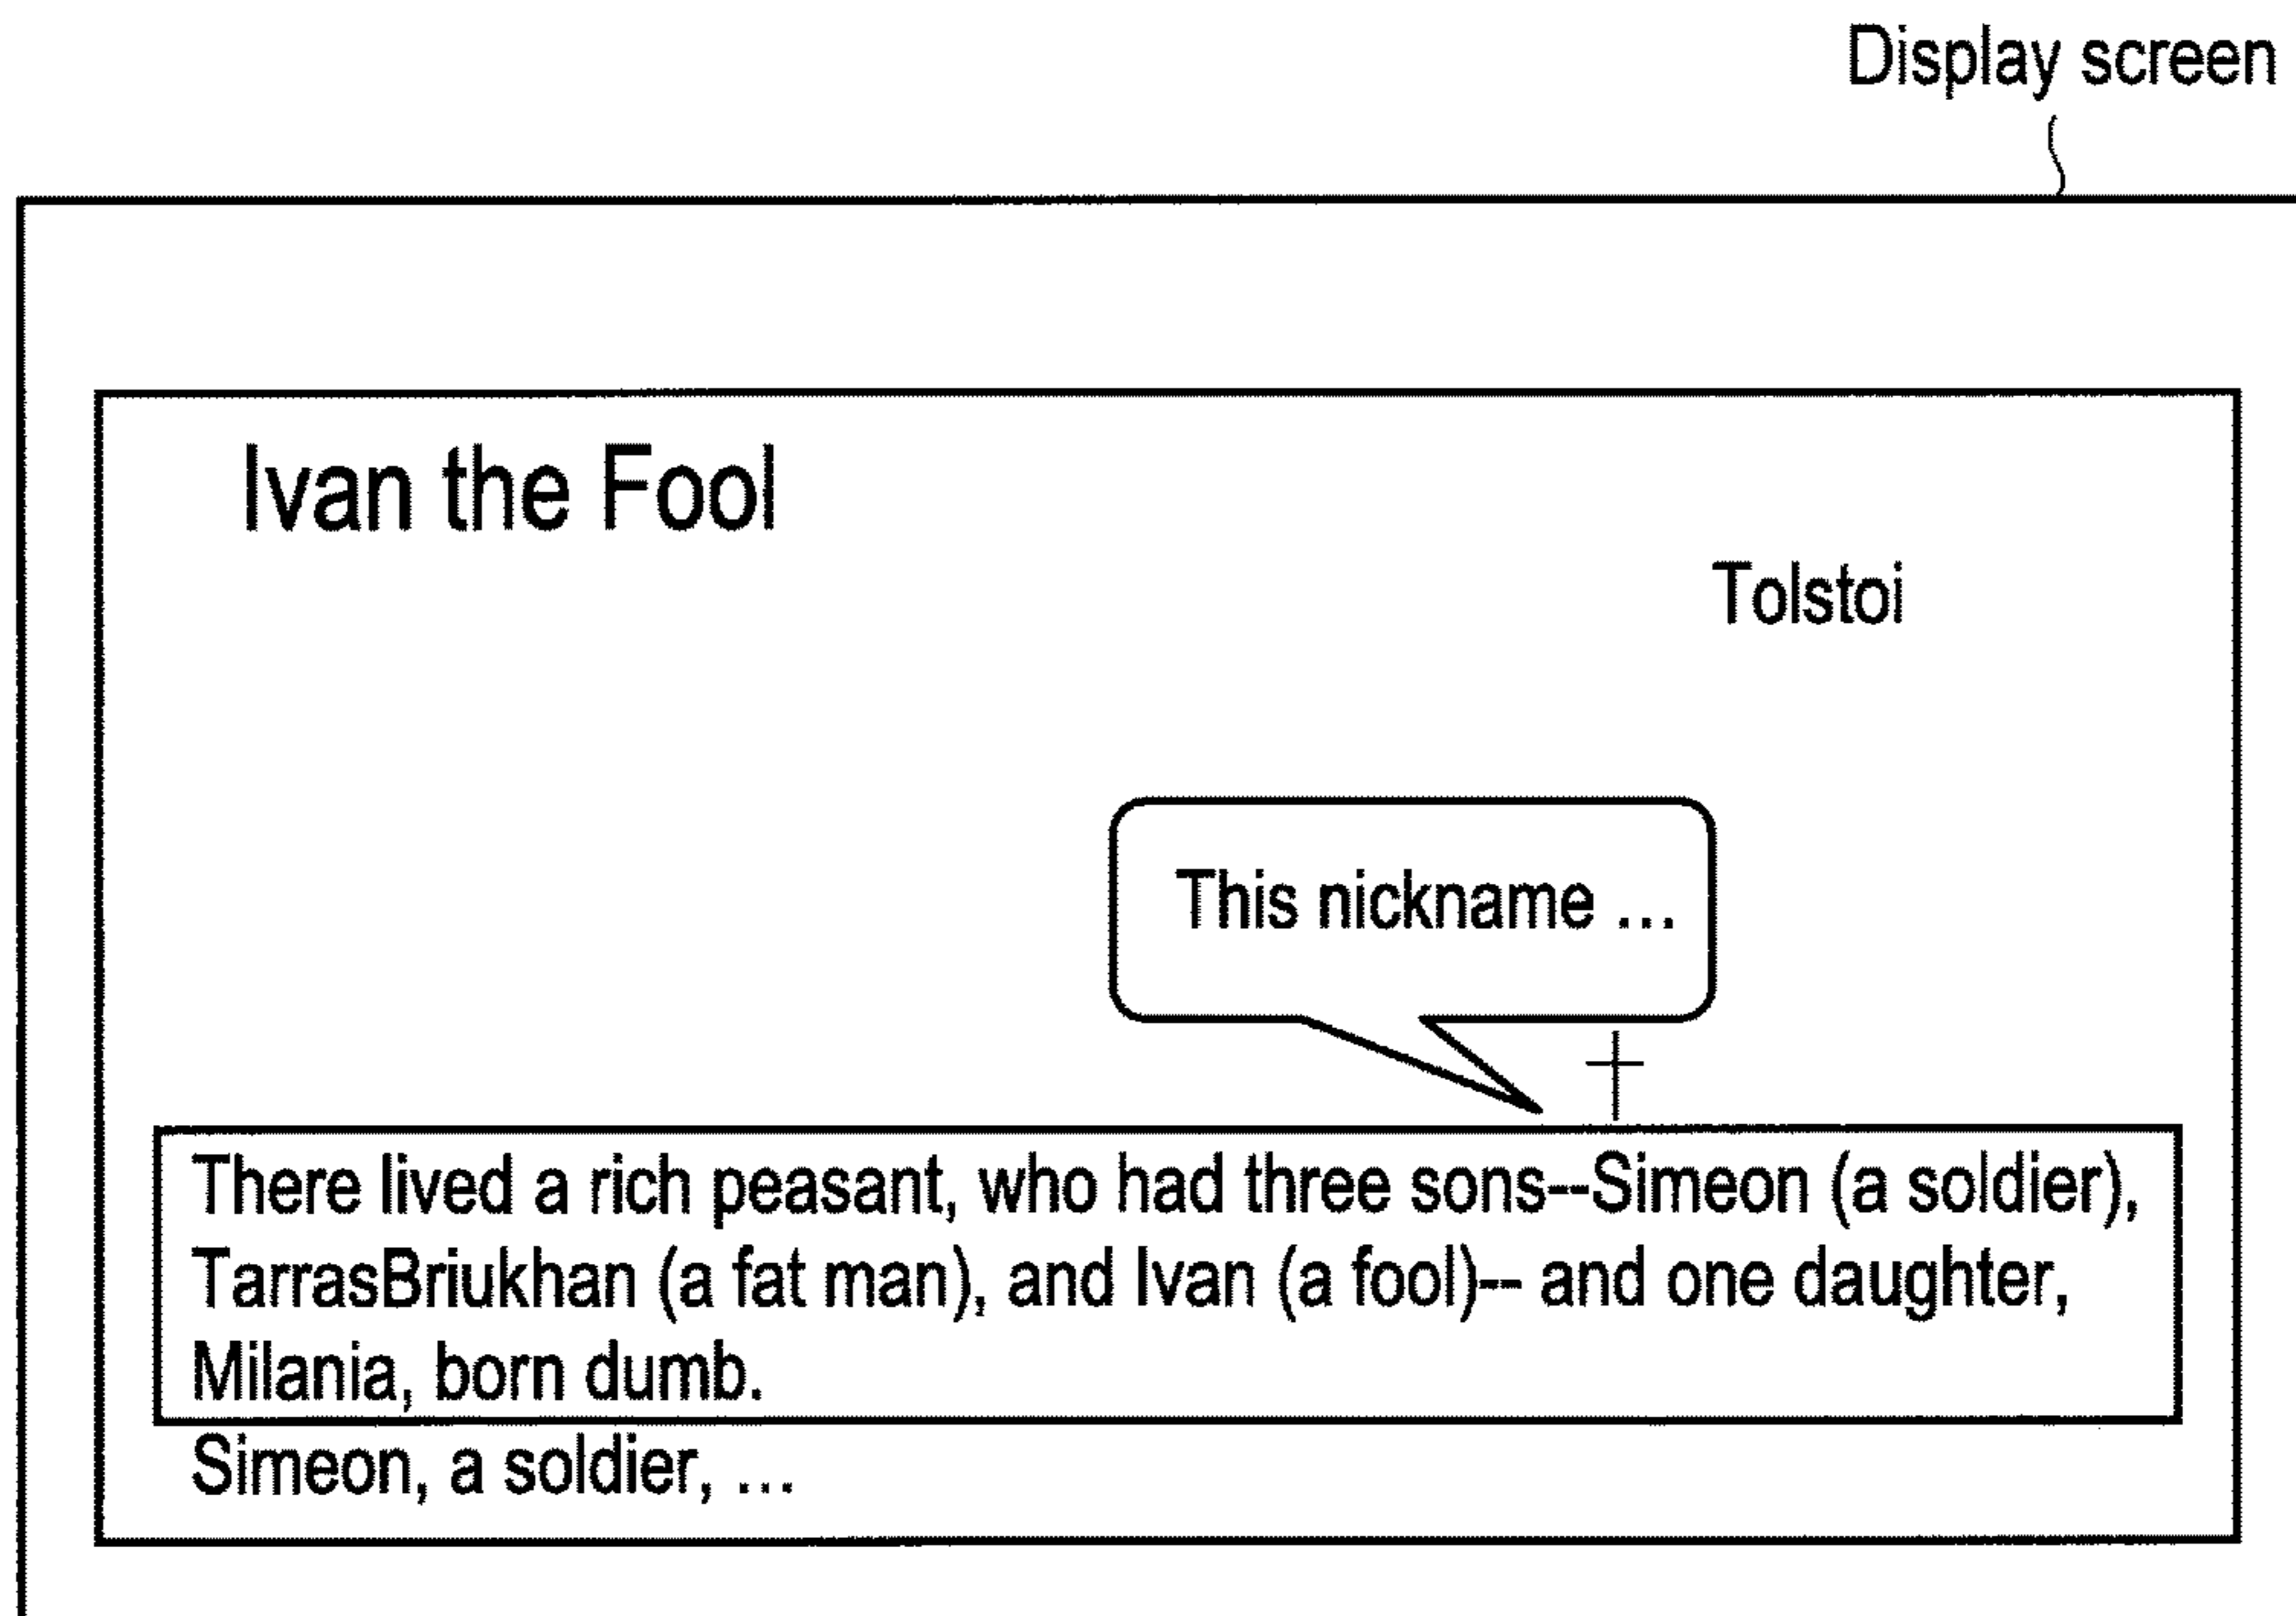 Display screen
Ivan the Fool
Tolstoi
This nickname ...
There lived a rich peasant, who had three sons--Simeon (a soldier),
TarrasBriukhan (a fat man), and Ivan (a fool)-- and one daughter,
Milania, born dumb.
Simeon, a soldier, ...